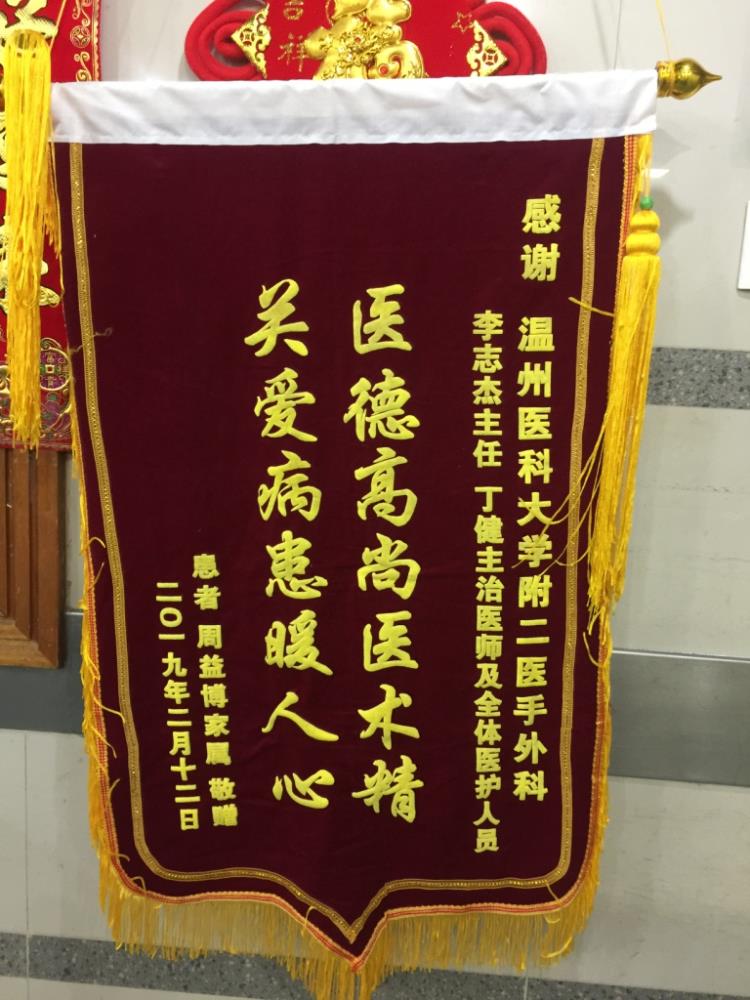 吉祥
感谢 温州医科大学附二医手外科
李志杰主任 丁健主治医师及全体医护人员
医德高尚医术精
关爱病患暖人心
患者 周益博家属 敬赠
二〇一九年二月十二日